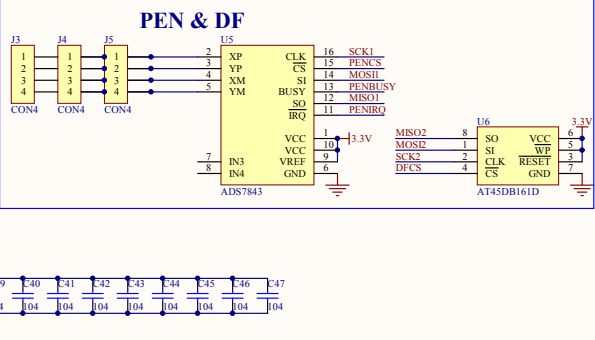 PEN & DF
J3 J4 J5 U5
1 1 1 2 XP CLK 16 SCK1
2 2 2 3 YP CS 15 PENCS
3 3 3 4 XM SI 14 MOSI1
4 4 4 5 YM BUSY 13 PENBUSY
CON4 CON4 CON4 SO 12 MISO1
IRQ 11 PENIRQ
VCC 1 3.3V
VCC 10
7 IN3 VREF 9
8 IN4 GND 6
ADS7843
U6 3.3V
MISO2 8 SO VCC 6
MOSI2 1 SI WP 5
SCK2 2 CLK RESET 3
DFCS 4 CS GND 7
AT45DB161D
9 C40 C41 C42 C43 C44 C45 C46 C47
4 104 104 104 104 104 104 104 104